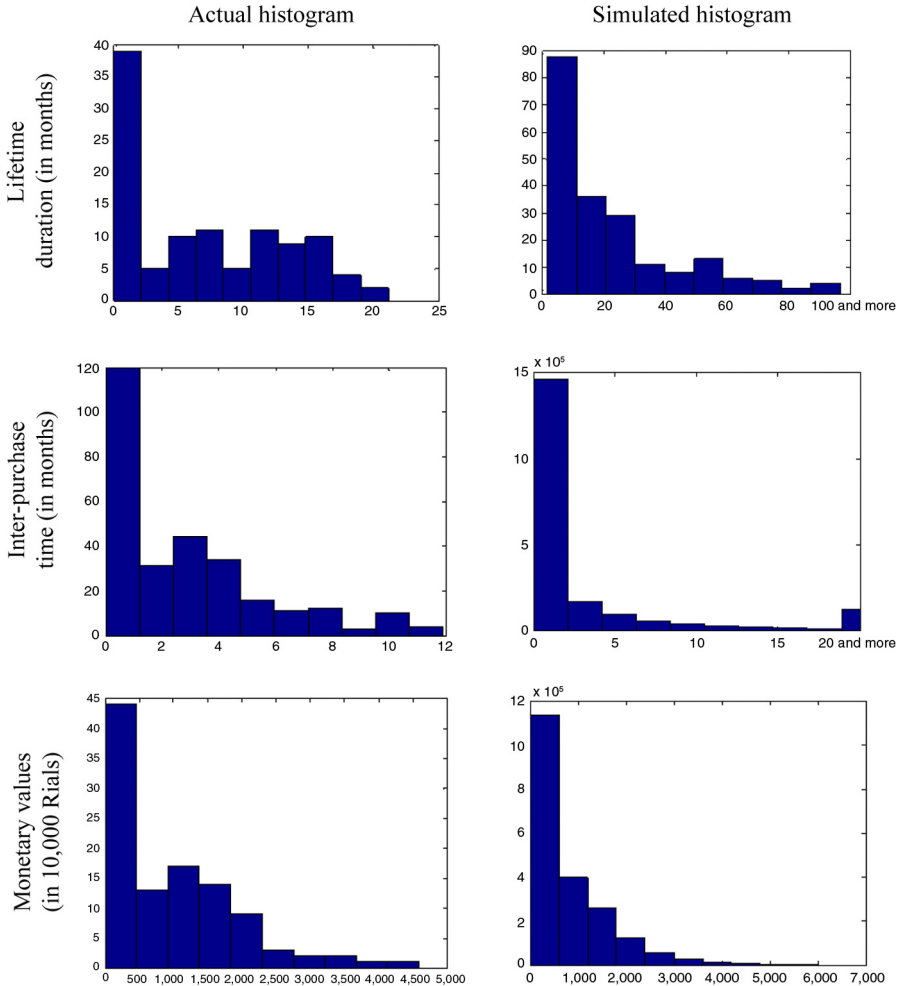 Actual histogram
Simulated histogram
Lifetime
duration (in months)
40
35
30
25
20
15
10
5
0
0 5 10 15 20 25
90
80
70
60
50
40
30
20
10
0
0 20 40 60 80 100 and more
Inter-purchase
time (in months)
120
100
80
60
40
20
0
0 2 4 6 8 10 12
x 10⁵
15
10
5
0
0 5 10 15 20 and more
Monetary values
(in 10,000 Rials)
45
40
35
30
25
20
15
10
5
0
0 500 1,000 1,500 2,000 2,500 3,000 3,500 4,000 4,500 5,000
x 10⁵
12
10
8
6
4
2
0
0 1,000 2,000 3,000 4,000 5,000 6,000 7,000